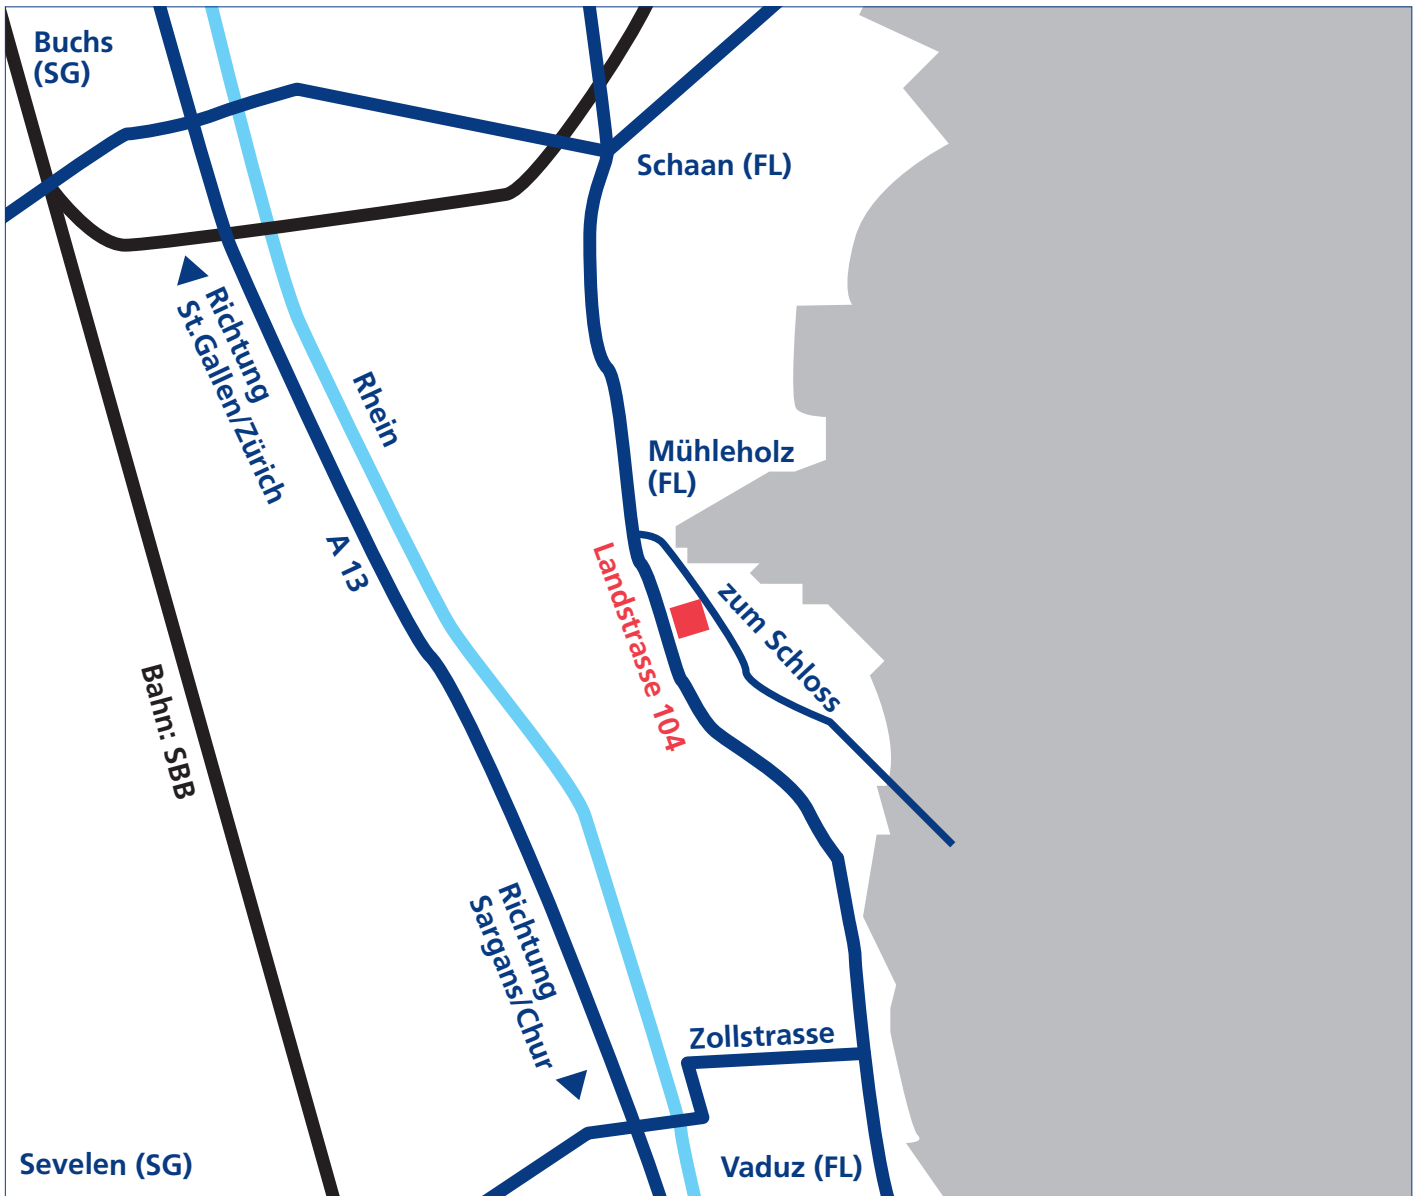 Buchs
(SG)
Schaan (FL)
Richtung
St.Gallen/Zürich
Rhein
Mühleholz
(FL)
A 13
Landstrasse 104
zum Schloss
Bahn: SBB
Richtung
Sargans/Chur
Zollstrasse
Sevelen (SG)
Vaduz (FL)